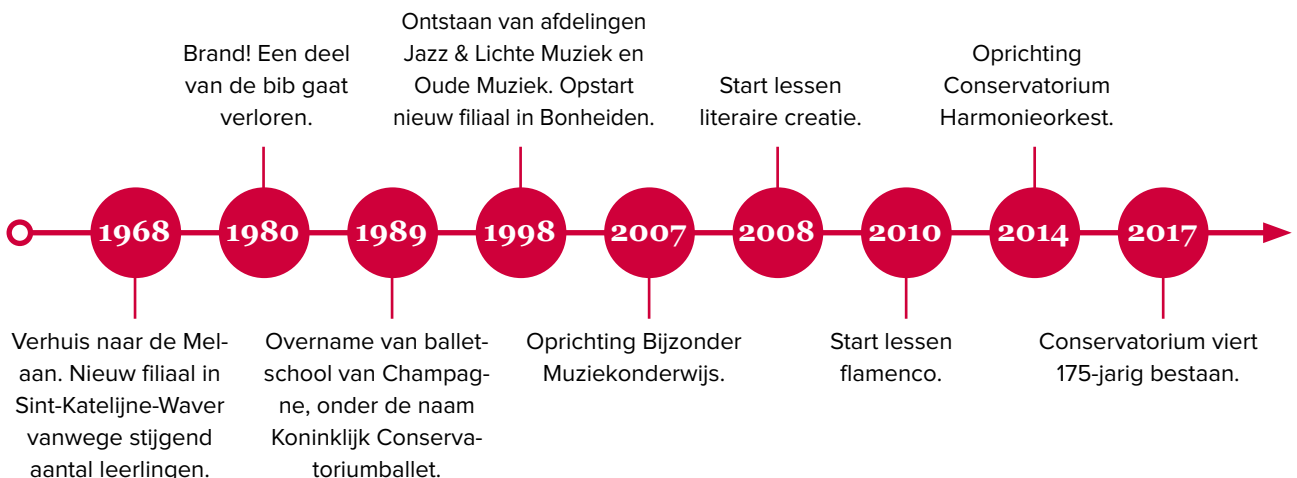 Brand! Een deel
van de bib gaat
verloren.
Ontstaan van afdelingen
Jazz & Lichte Muziek en
Oude Muziek. Opstart
nieuw filiaal in Bonheiden.
Start lessen
literaire creatie.
Oprichting
Conservatorium
Harmonieorkest.
1968
1980
1989
1998
2007
2008
2010
2014
2017
Verhuis naar de Mel-
aan. Nieuw filiaal in
Sint-Katelijne-Waver
vanwege stijgend
aantal leerlingen.
Overname van ballet-
school van Champag-
ne, onder de naam
Koninklijk Conserva-
toriumballet.
Oprichting Bijzonder
Muziekonderwijs.
Start lessen
flamenco.
Conservatorium viert
175-jarig bestaan.